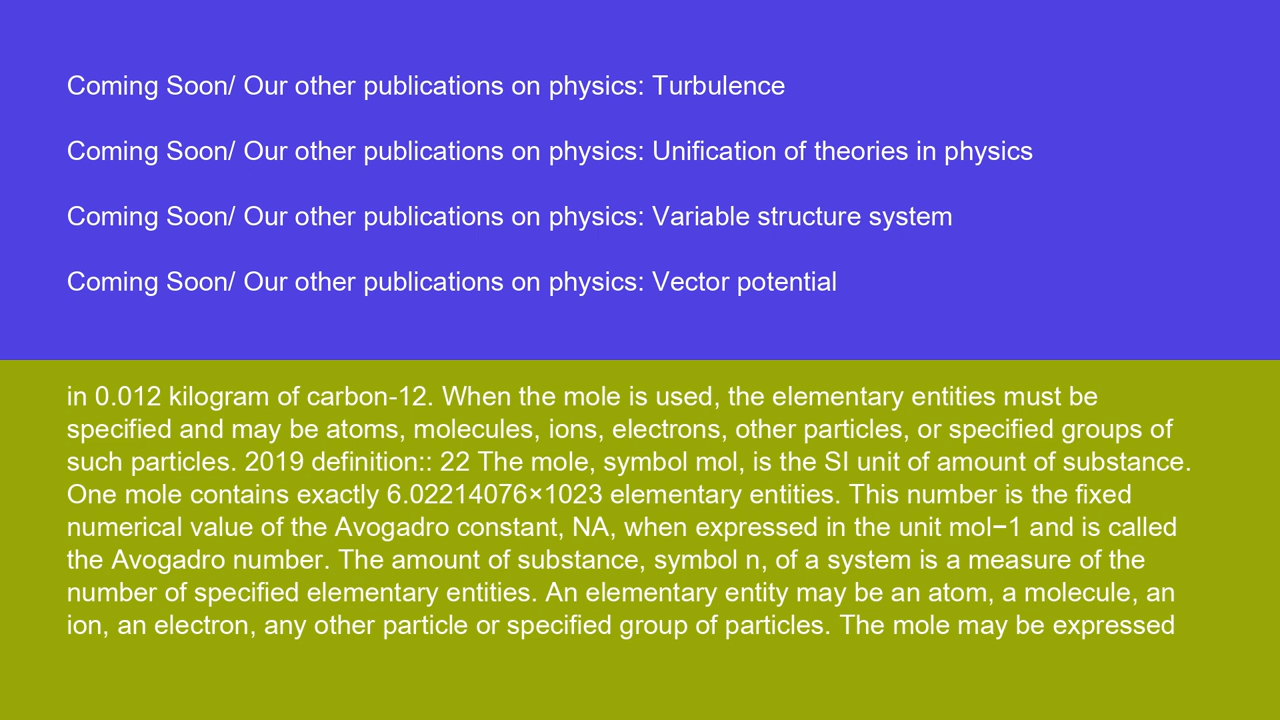 Coming Soon/ Our other publications on physics: Turbulence
Coming Soon/ Our other publications on physics: Unification of theories in physics
Coming Soon/ Our other publications on physics: Variable structure system
Coming Soon/ Our other publications on physics: Vector potential
in 0.012 kilogram of carbon-12. When the mole is used, the elementary entities must be
specified and may be atoms, molecules, ions, electrons, other particles, or specified groups of
such particles. 2019 definition:: 22 The mole, symbol mol, is the SI unit of amount of substance.
One mole contains exactly 6.02214076×1023 elementary entities. This number is the fixed
numerical value of the Avogadro constant, NA, when expressed in the unit mol−1 and is called
the Avogadro number. The amount of substance, symbol n, of a system is a measure of the
number of specified elementary entities. An elementary entity may be an atom, a molecule, an
ion, an electron, any other particle or specified group of particles. The mole may be expressed